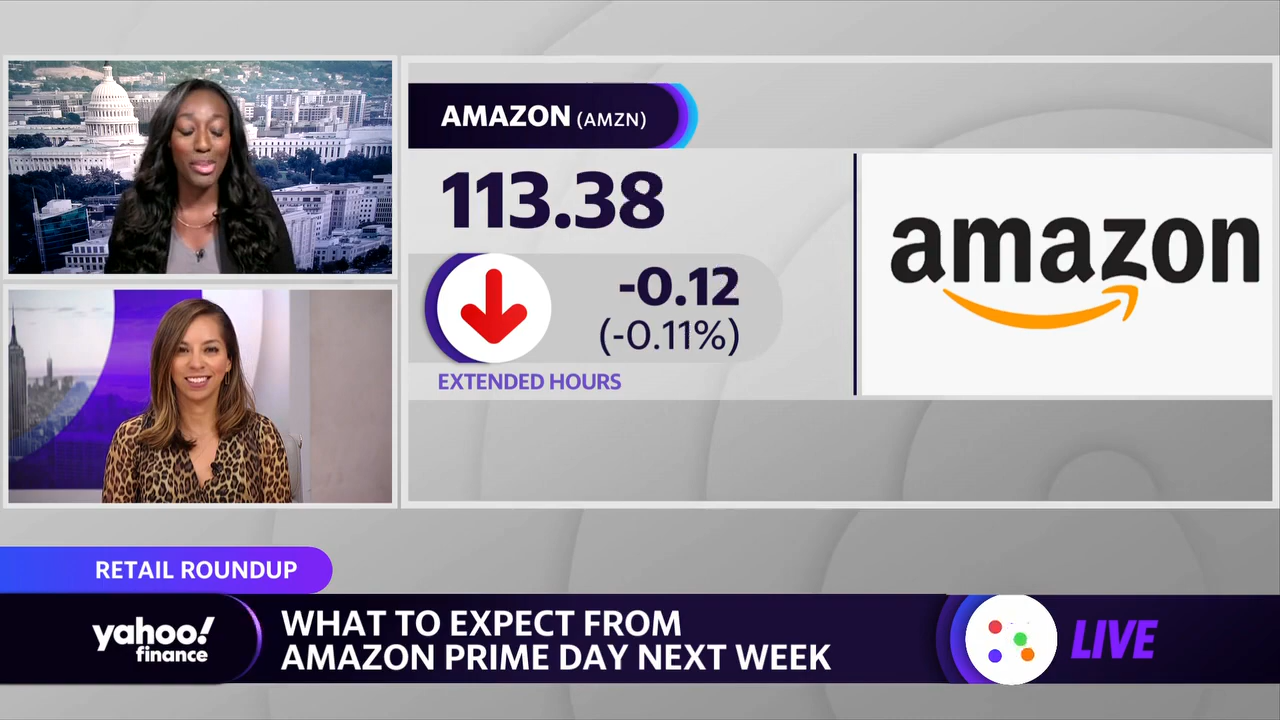 AMAZON (AMZN)
113.38
-0.12
(-0.11%)
EXTENDED HOURS
amazon
RETAIL ROUNDUP
yahoo!
finance
WHAT TO EXPECT FROM
AMAZON PRIME DAY NEXT WEEK
LIVE